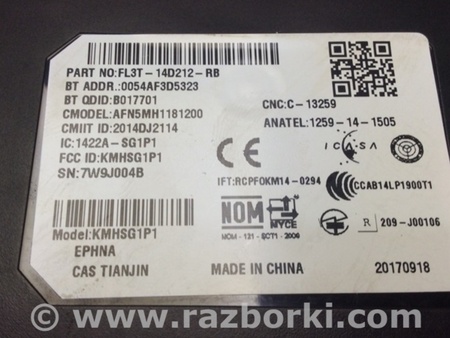 PART NO:FL3T-14D212-RB
BT ADDR.:0054AF3D5323
BT QDID:B017701
CMODEL:AFN5MH1181200
CMIIT ID:2014DJ2114
IC:1422A-SG1P1
FCC ID:KMHSG1P1
SN:7W9J004B
CNC:C-13259
ANATEL:1259-14-1505
CE
ICASA
IFT:RCPFOKM14-0294
CCAB14LP1900T1
NOM
NYCE
NOM-121-SCT1-2009
R 209-J00106
Model:KMHSG1P1
EPHNA
CAS TIANJIN
MADE IN CHINA
20170918
© www.razborki.com